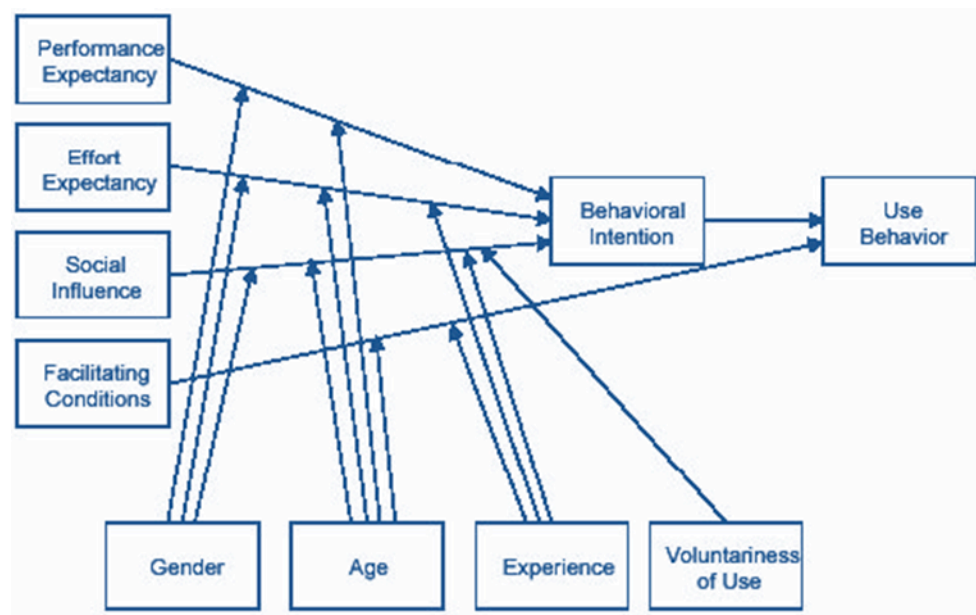 Performance
Expectancy
Effort
Expectancy
Social
Influence
Facilitating
Conditions
Behavioral
Intention
Use
Behavior
Gender
Age
Experience
Voluntariness
of Use